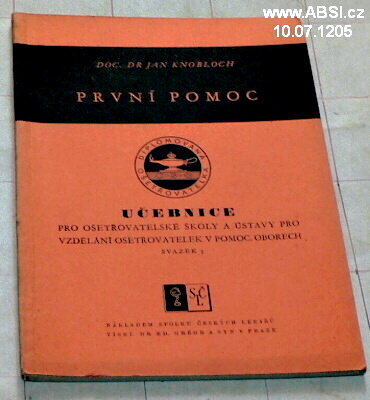 www.ABSI.cz
10.07.1205
DOC. DR JAN KNOBLOCH
PRVNÍ POMOC
DIPLOMOVANÁ
OŠETŘOVATELKA
UČEBNICE
PRO OŠETŘOVATELSKÉ ŠKOLY A ÚSTAVY PRO
VZDĚLÁNÍ OŠETŘOVATELEK V POMOC. OBORECH
SVAZEK 3
SČL
NÁKLADEM SPOLKU ČESKÝCH LÉKAŘŮ
TISKL DR. ED. GRÉGR A SYN V PRAZE